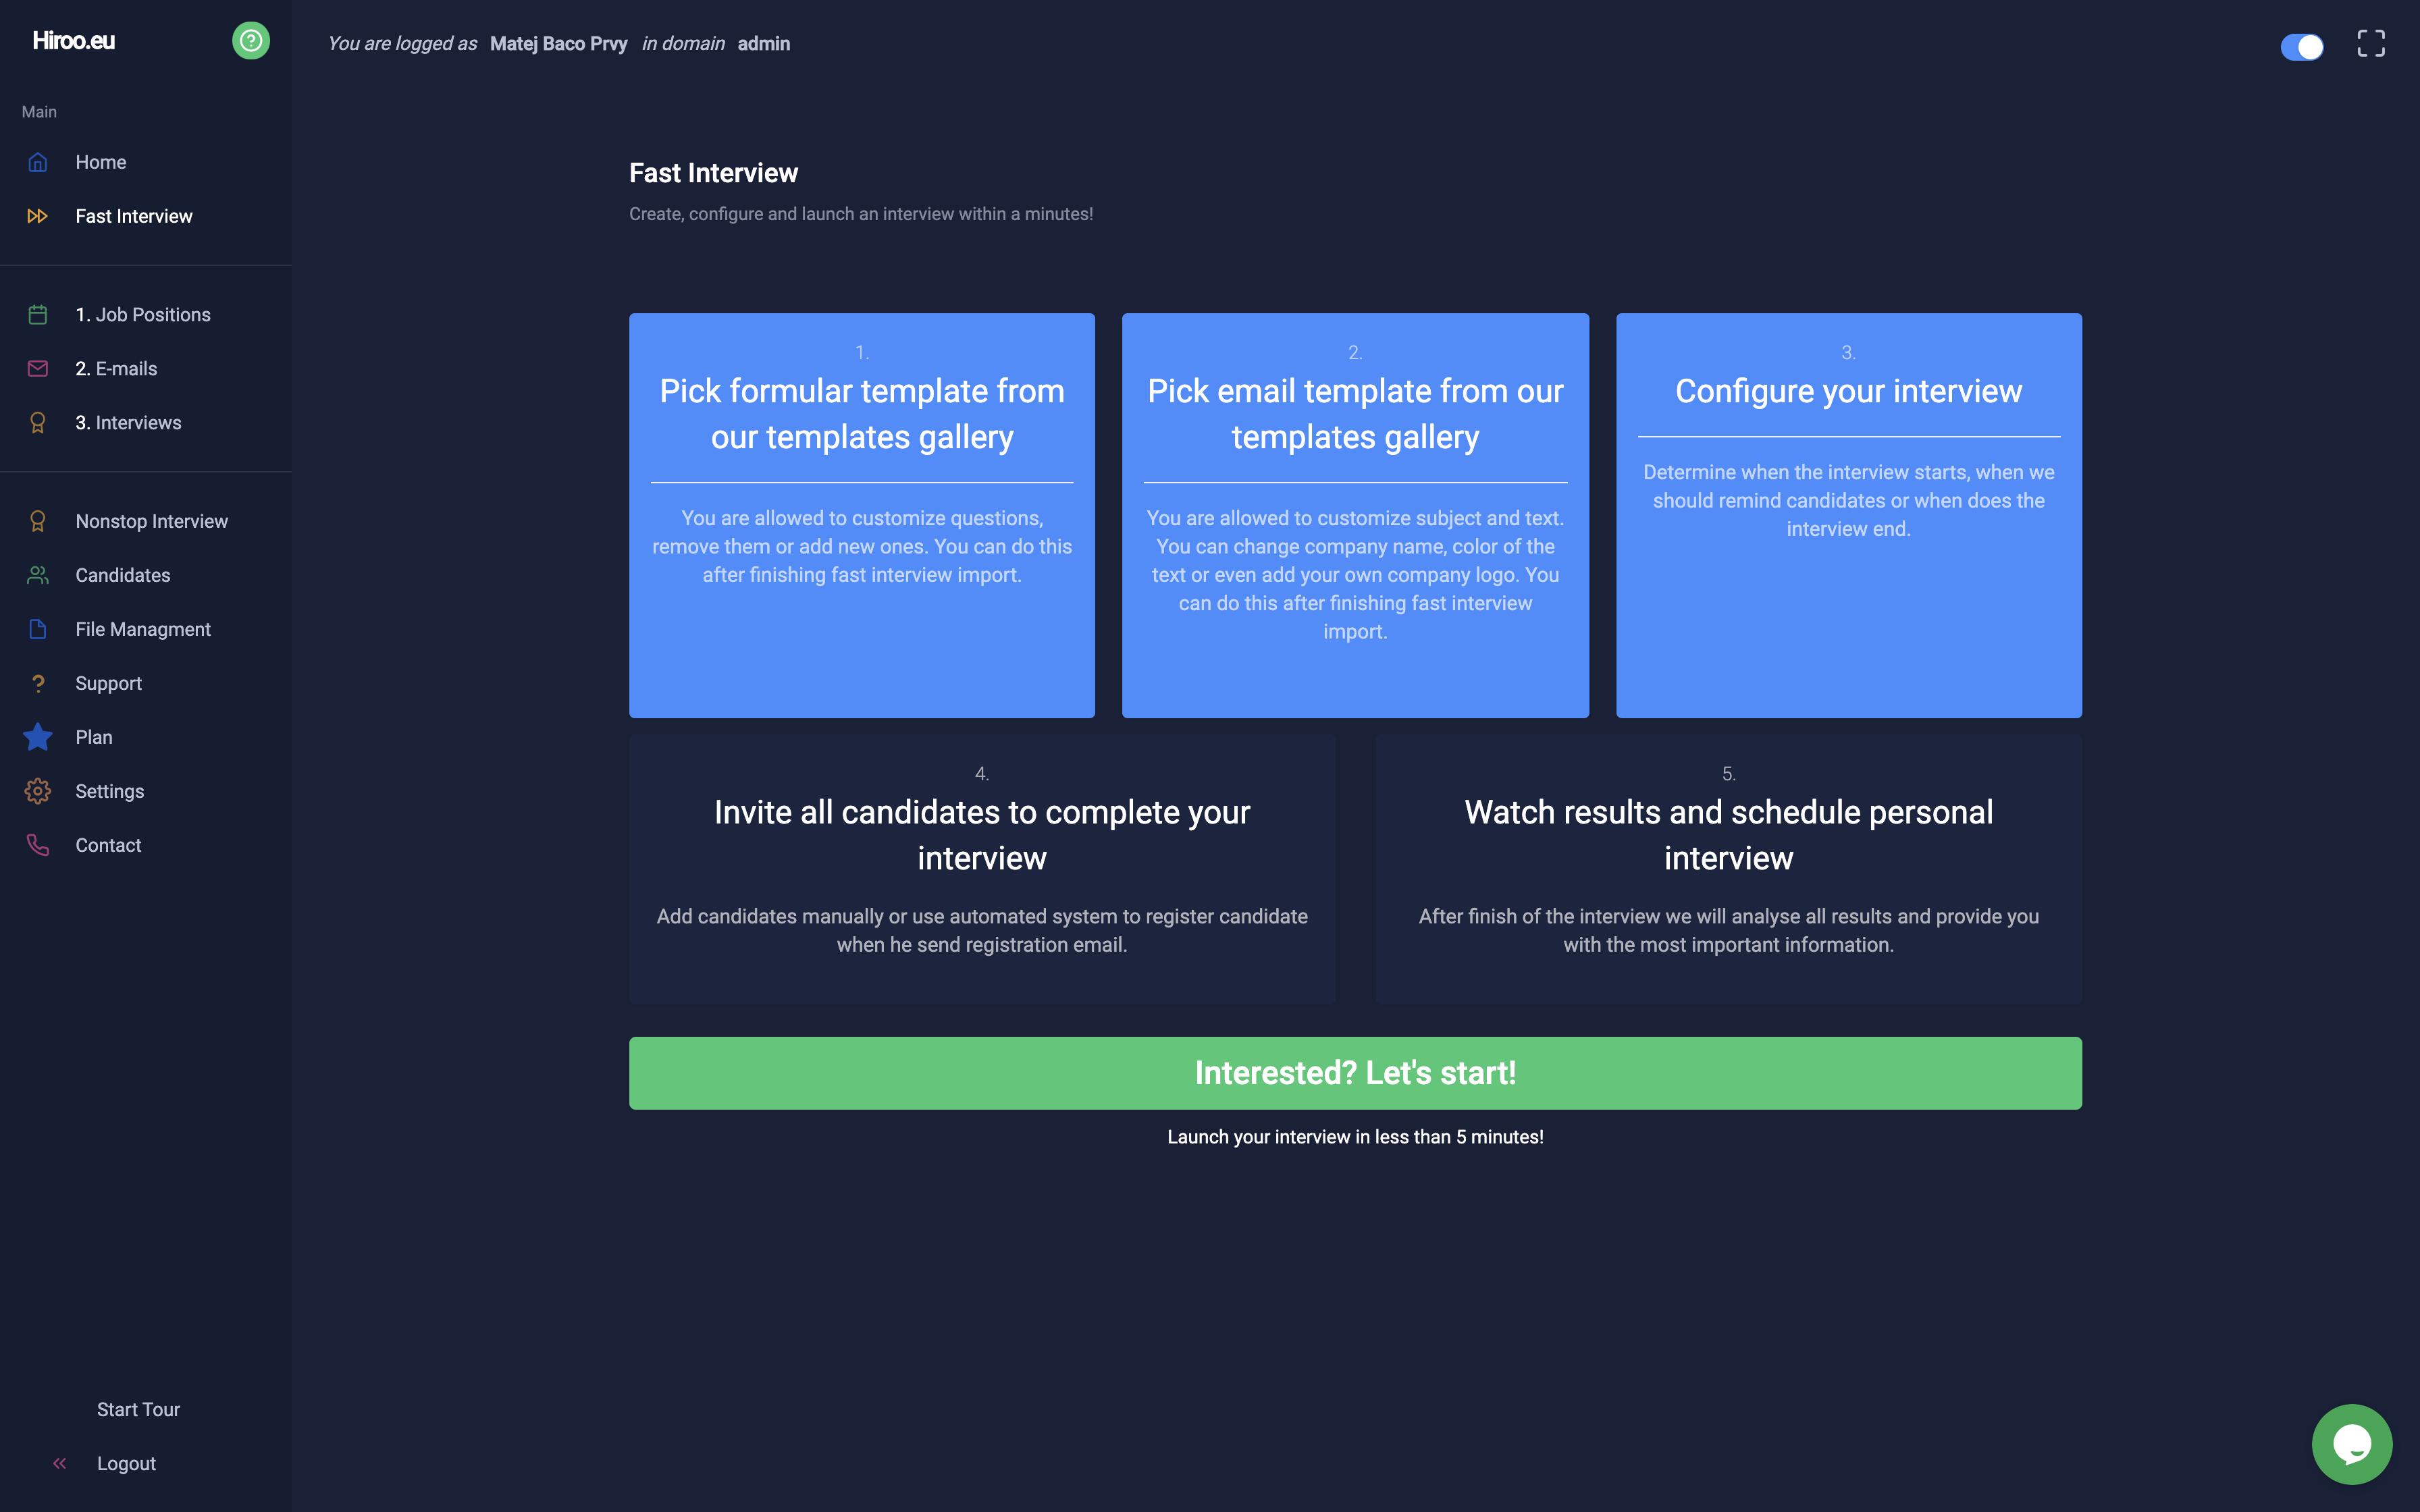 Hiroo.eu
You are logged as Matej Baco Prvy in domain admin
Main
Home
Fast Interview
1. Job Positions
2. E-mails
3. Interviews
Nonstop Interview
Candidates
File Managment
Support
Plan
Settings
Contact
Start Tour
Logout
Fast Interview
Create, configure and launch an interview within a minutes!
1.
Pick formular template from
our templates gallery
You are allowed to customize questions,
remove them or add new ones. You can do this
after finishing fast interview import.
2.
Pick email template from our
templates gallery
You are allowed to customize subject and text.
You can change company name, color of the
text or even add your own company logo. You
can do this after finishing fast interview
import.
3.
Configure your interview
Determine when the interview starts, when we
should remind candidates or when does the
interview end.
4.
Invite all candidates to complete your
interview
Add candidates manually or use automated system to register candidate
when he send registration email.
5.
Watch results and schedule personal
interview
After finish of the interview we will analyse all results and provide you
with the most important information.
Interested? Let's start!
Launch your interview in less than 5 minutes!